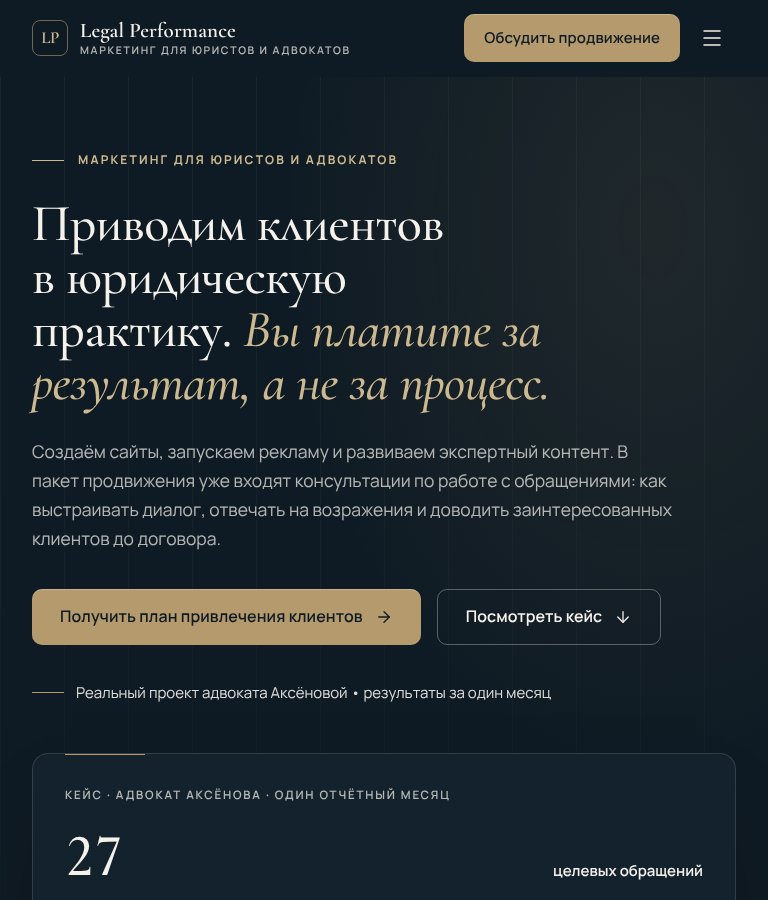 LP
Legal Performance
МАРКЕТИНГ ДЛЯ ЮРИСТОВ И АДВОКАТОВ
Обсудить продвижение
МАРКЕТИНГ ДЛЯ ЮРИСТОВ И АДВОКАТОВ
Приводим клиентов
в юридическую
практику. Вы платите за
результат, а не за процесс.
Создаём сайты, запускаем рекламу и развиваем экспертный контент. В
пакет продвижения уже входят консультации по работе с обращениями: как
выстраивать диалог, отвечать на возражения и доводить заинтересованных
клиентов до договора.
Получить план привлечения клиентов →
Посмотреть кейс ↓
Реальный проект адвоката Аксёновой • результаты за один месяц
КЕЙС · АДВОКАТ АКСЁНОВА · ОДИН ОТЧЁТНЫЙ МЕСЯЦ
27
целевых обращений